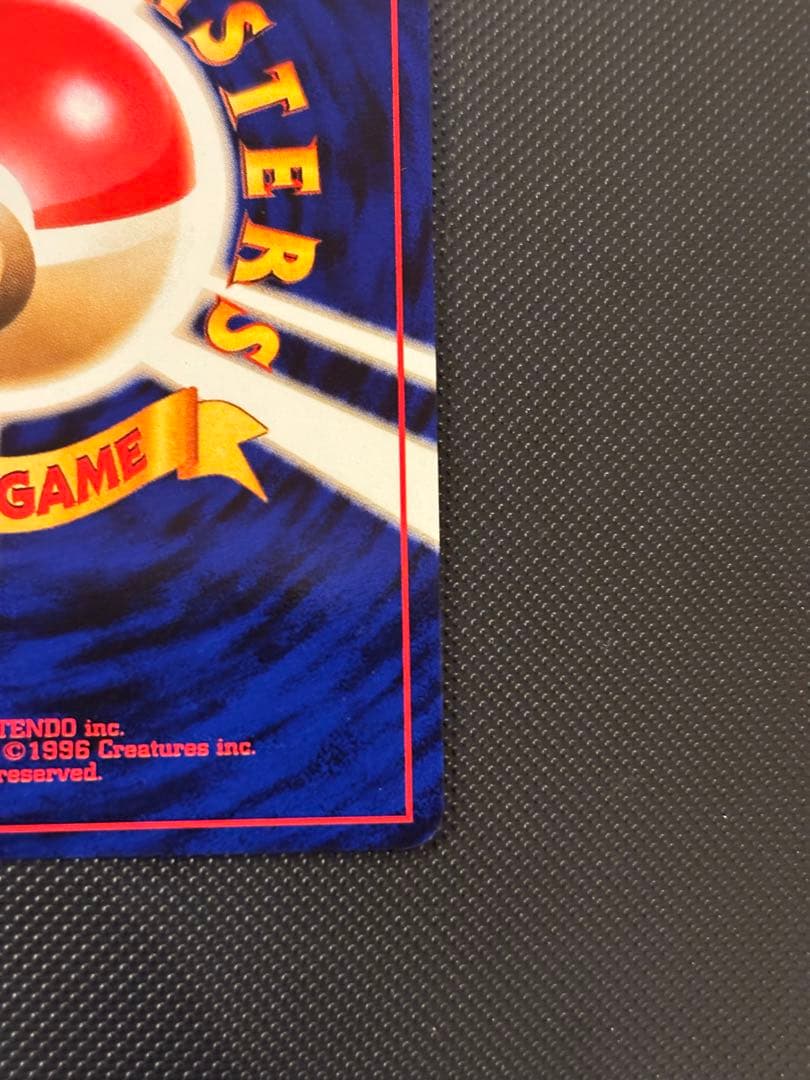 STERS
GAME
TENDO inc.
©1996 Creatures inc.
reserved.